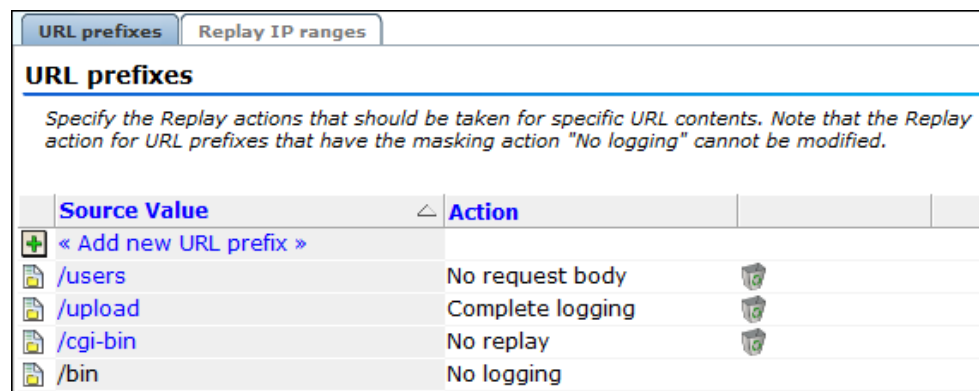 URL prefixes Replay IP ranges
URL prefixes
Specify the Replay actions that should be taken for specific URL contents. Note that the Replay
action for URL prefixes that have the masking action "No logging" cannot be modified.
Source Value Action
« Add new URL prefix »
/users No request body
/upload Complete logging
/cgi-bin No replay
/bin No logging